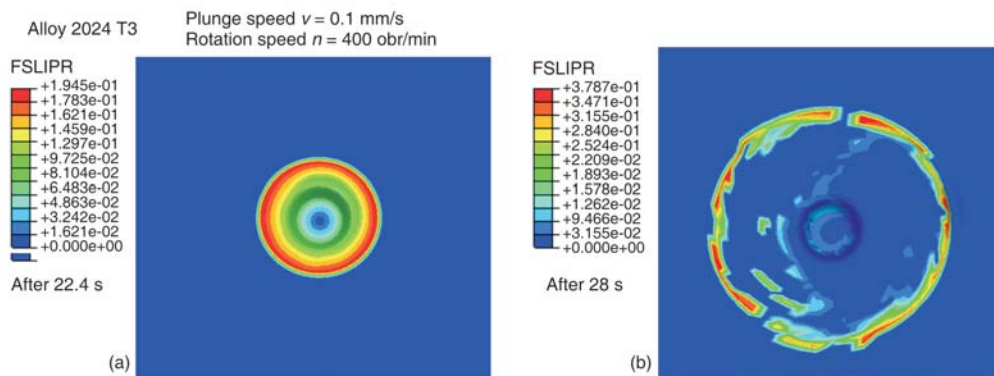 Alloy 2024 T3
Plunge speed v = 0.1 mm/s
Rotation speed n = 400 obr/min
FSLIPR
+1.945e-01
+1.783e-01
+1.621e-01
+1.459e-01
+1.297e-01
+9.725e-02
+8.104e-02
+6.483e-02
+4.863e-02
+3.242e-02
+1.621e-02
+0.000e+00
After 22.4 s
(a)
FSLIPR
+3.787e-01
+3.471e-01
+3.155e-01
+2.840e-01
+2.524e-01
+2.209e-02
+1.893e-02
+1.578e-02
+1.262e-02
+9.466e-02
+3.155e-02
+0.000e+00
After 28 s
(b)